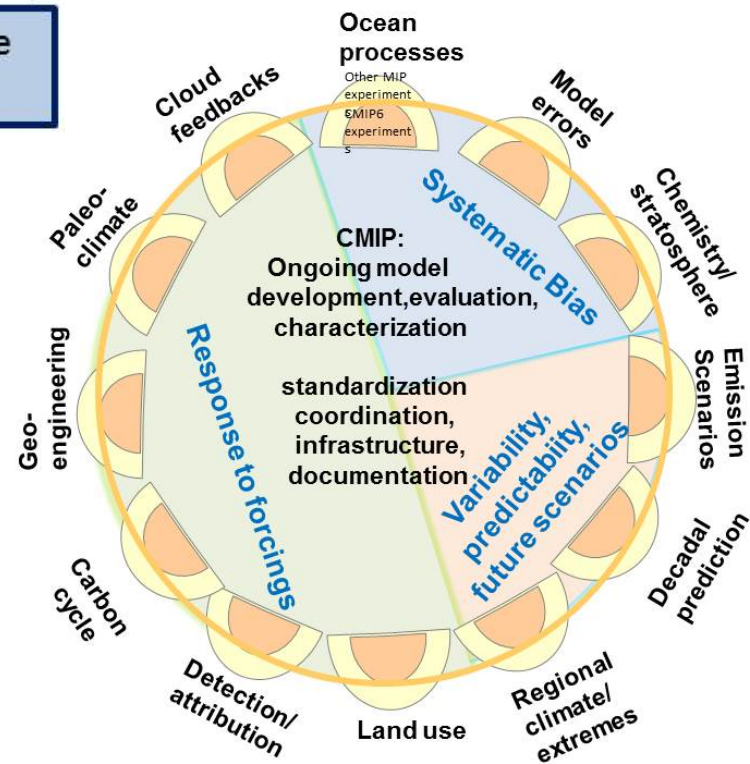 e
Ocean
processes
Other MIP
experiment
s
CMIP6
experiment
s
Cloud
feedbacks
Model
errors
Paleo-
climate
Chemistry/
stratosphere
Systematic Bias
CMIP:
Ongoing model
development,evaluation,
characterization
standardization
coordination,
infrastructure,
documentation
Geo-
engineering
Response to forcings
Emission
Scenarios
Variability,
predictability,
future scenarios
Carbon
cycle
Decadal
prediction
Detection/
attribution
Land use
Regional
climate/
extremes